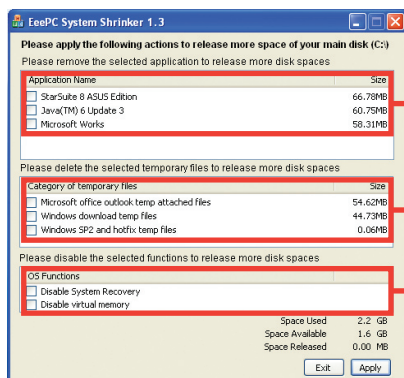 EeePC System Shrinker 1.3
Please apply the following actions to release more space of your main disk (C:\)
Please remove the selected application to release more disk spaces
Application Name Size
StarSuite 8 ASUS Edition 66.78MB
Java(TM) 6 Update 3 60.75MB
Microsoft Works 58.31MB
Please delete the selected temporary files to release more disk spaces
Category of temporary files Size
Microsoft office outlook temp attached files 54.62MB
Windows download temp files 44.73MB
Windows SP2 and hotfix temp files 0.06MB
Please disable the selected functions to release more disk spaces
OS Functions
Disable System Recovery
Disable virtual memory
Space Used 2.2 GB
Space Available 1.6 GB
Space Released 0.00 MB
Exit Apply